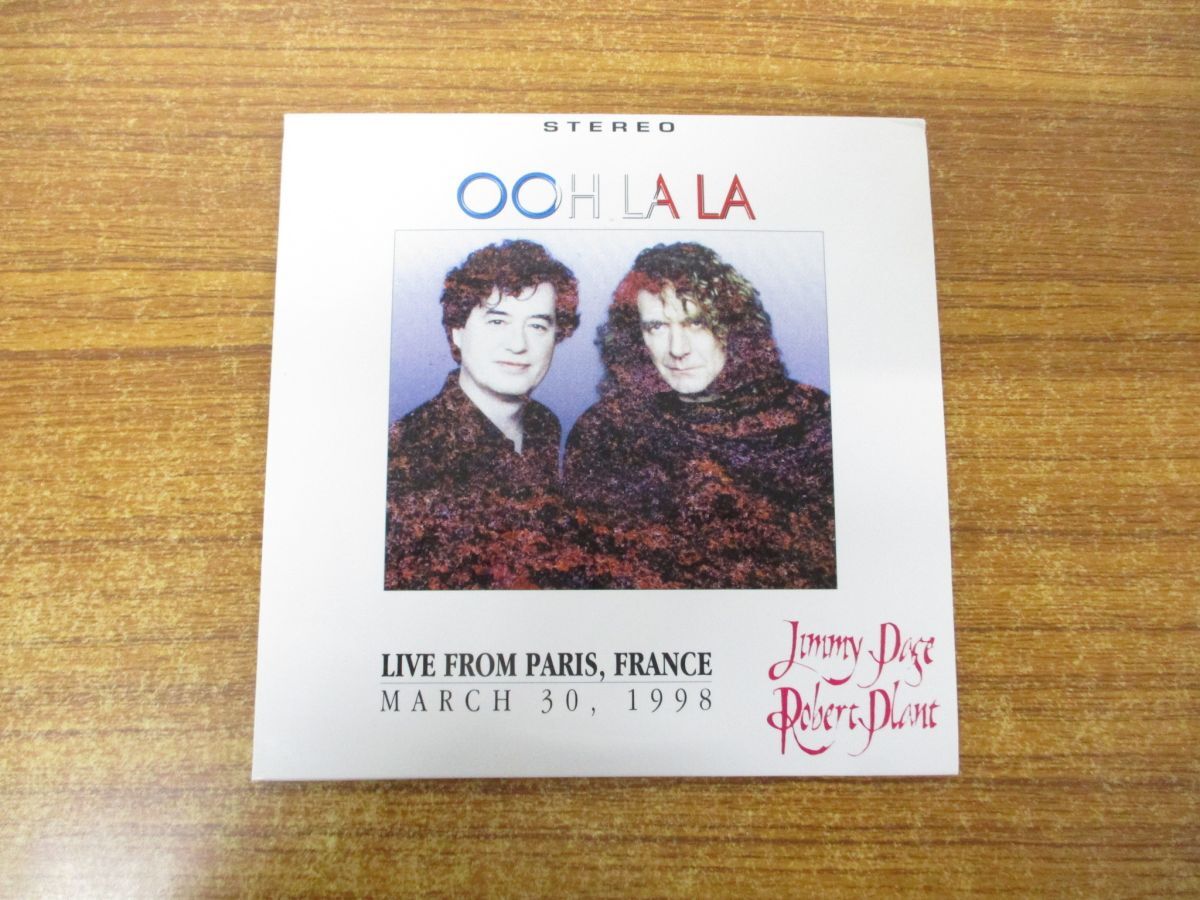 STEREO
OOH LA LA
LIVE FROM PARIS, FRANCE
MARCH 30, 1998
Jimmy Page
Robert Plant